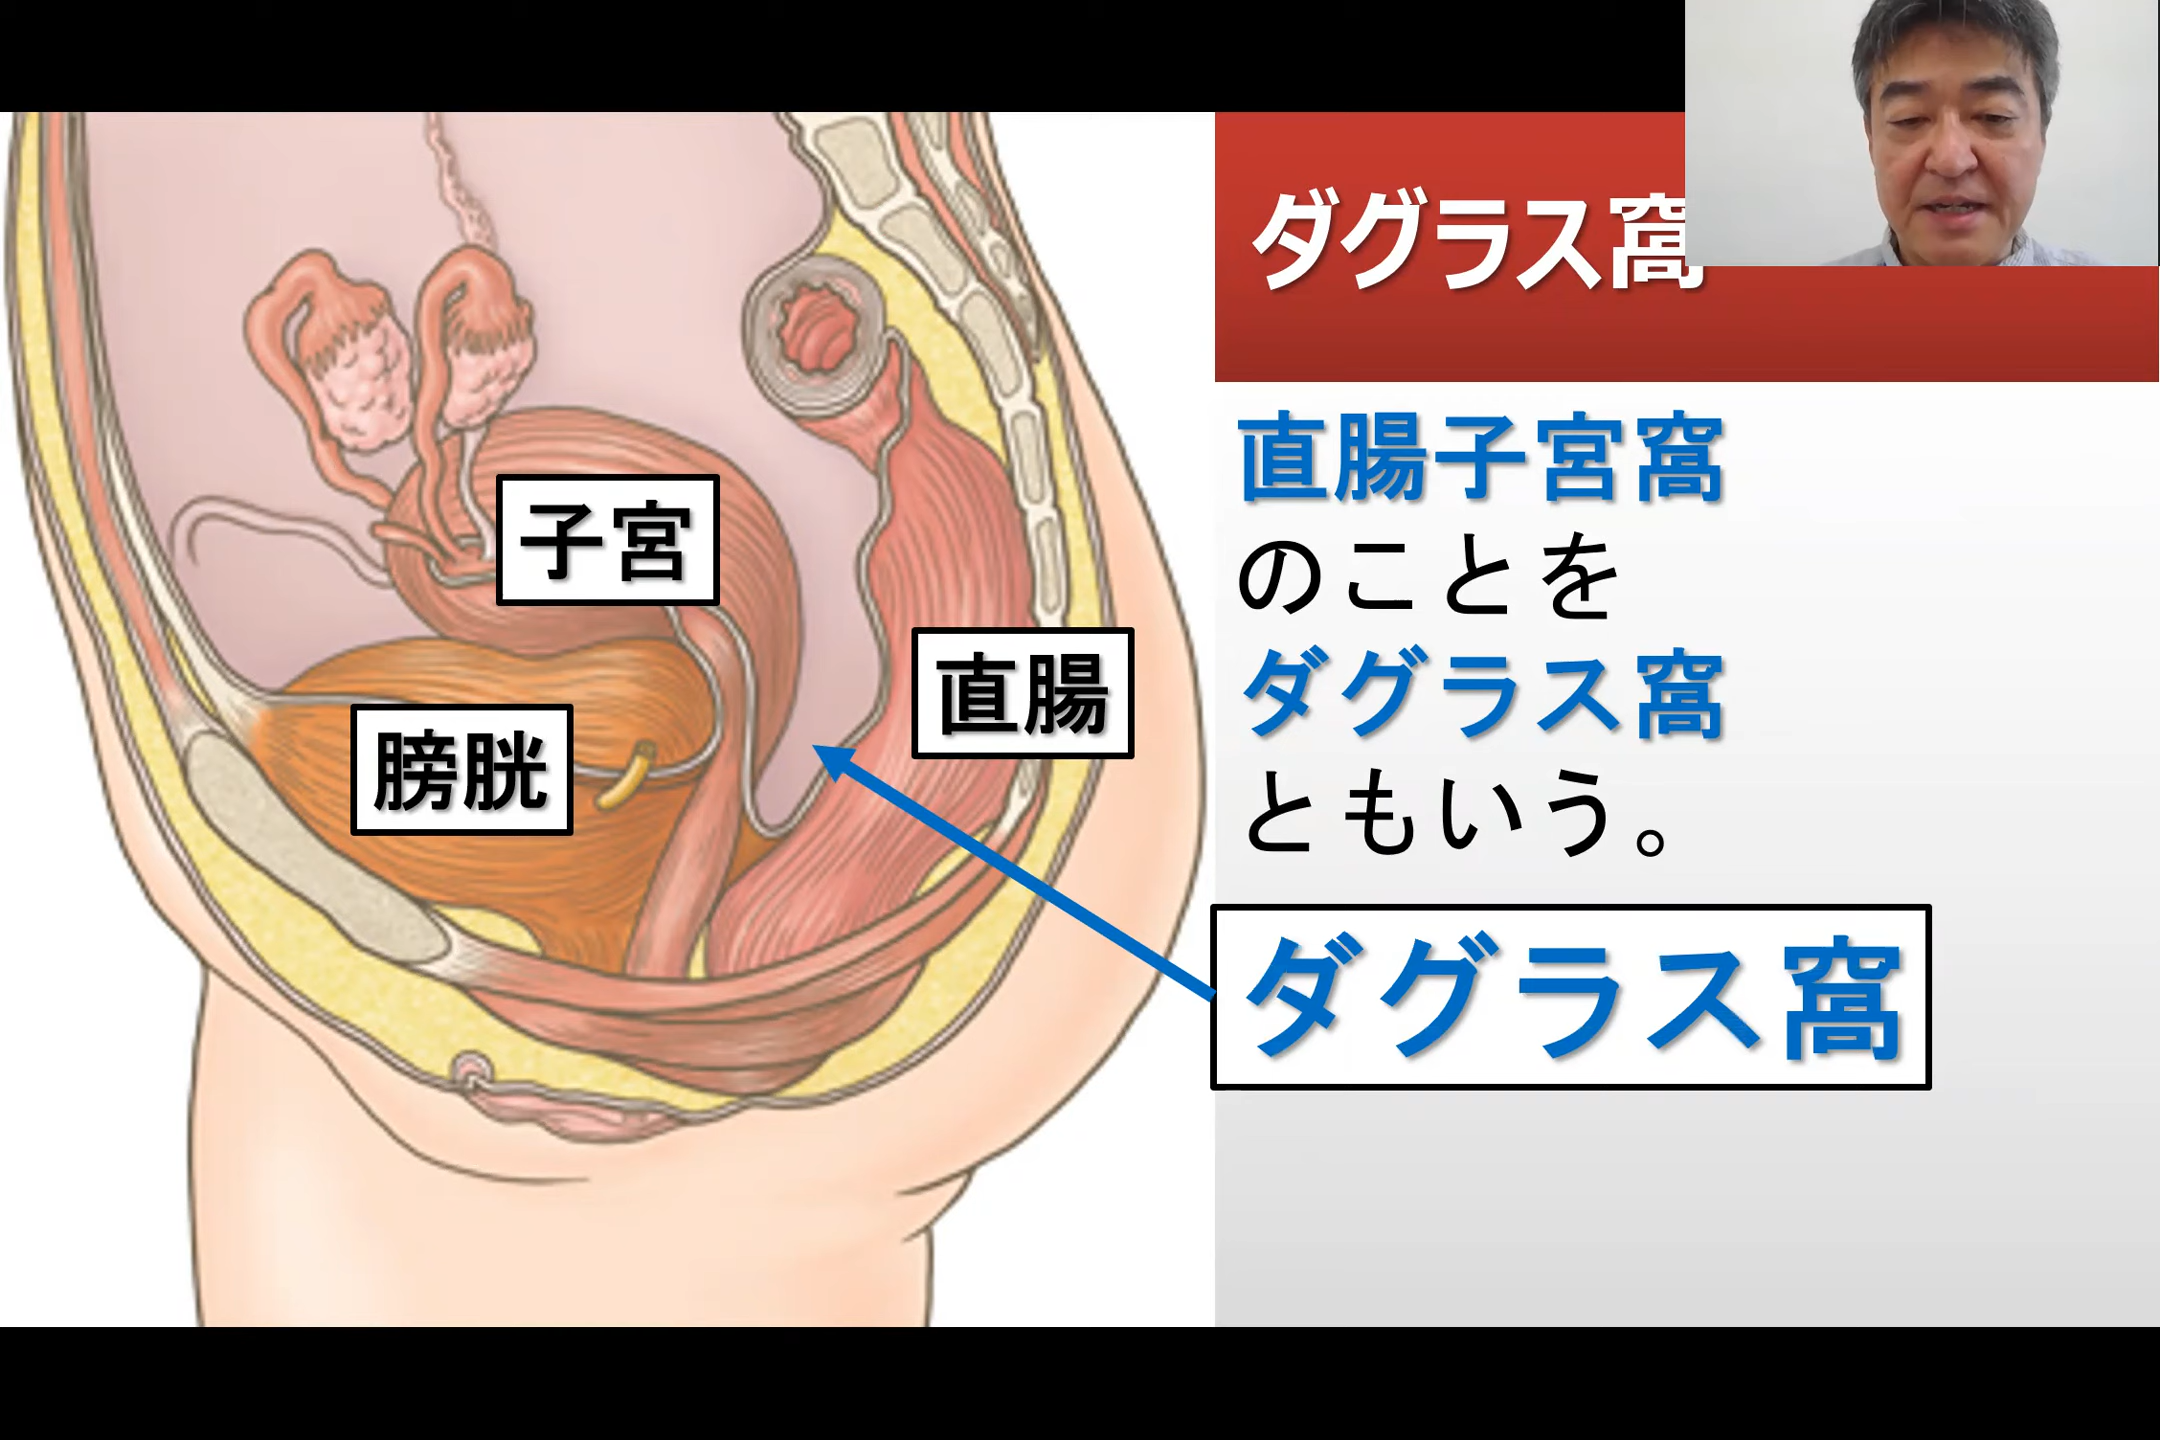 ダグラス窩
直腸子宮窩
のことを
ダグラス窩
ともいう。
ダグラス窩
子宮
直腸
膀胱